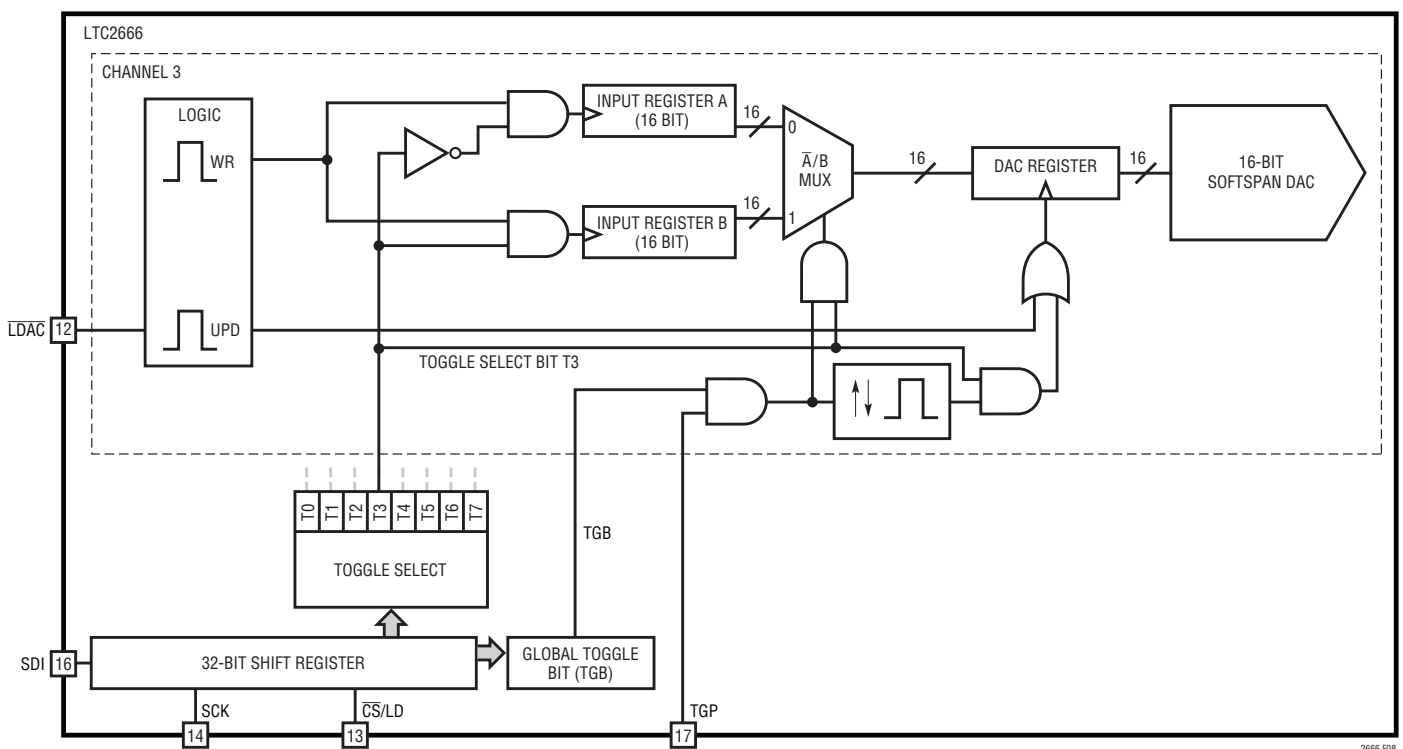 LTC2666
CHANNEL 3
LOGIC
WR
UPD
INPUT REGISTER A
(16 BIT)
16
0
INPUT REGISTER B
(16 BIT)
16
1
A̅/B
MUX
16
DAC REGISTER
16
16-BIT
SOFTSPAN DAC
L̅D̅A̅C̅ 12
TOGGLE SELECT BIT T3
T0 T1 T2 T3 T4 T5 T6 T7
TOGGLE SELECT
TGB
SDI 16
32-BIT SHIFT REGISTER
GLOBAL TOGGLE
BIT (TGB)
SCK
14
C̅S̅/LD
13
TGP
17
2666 F08